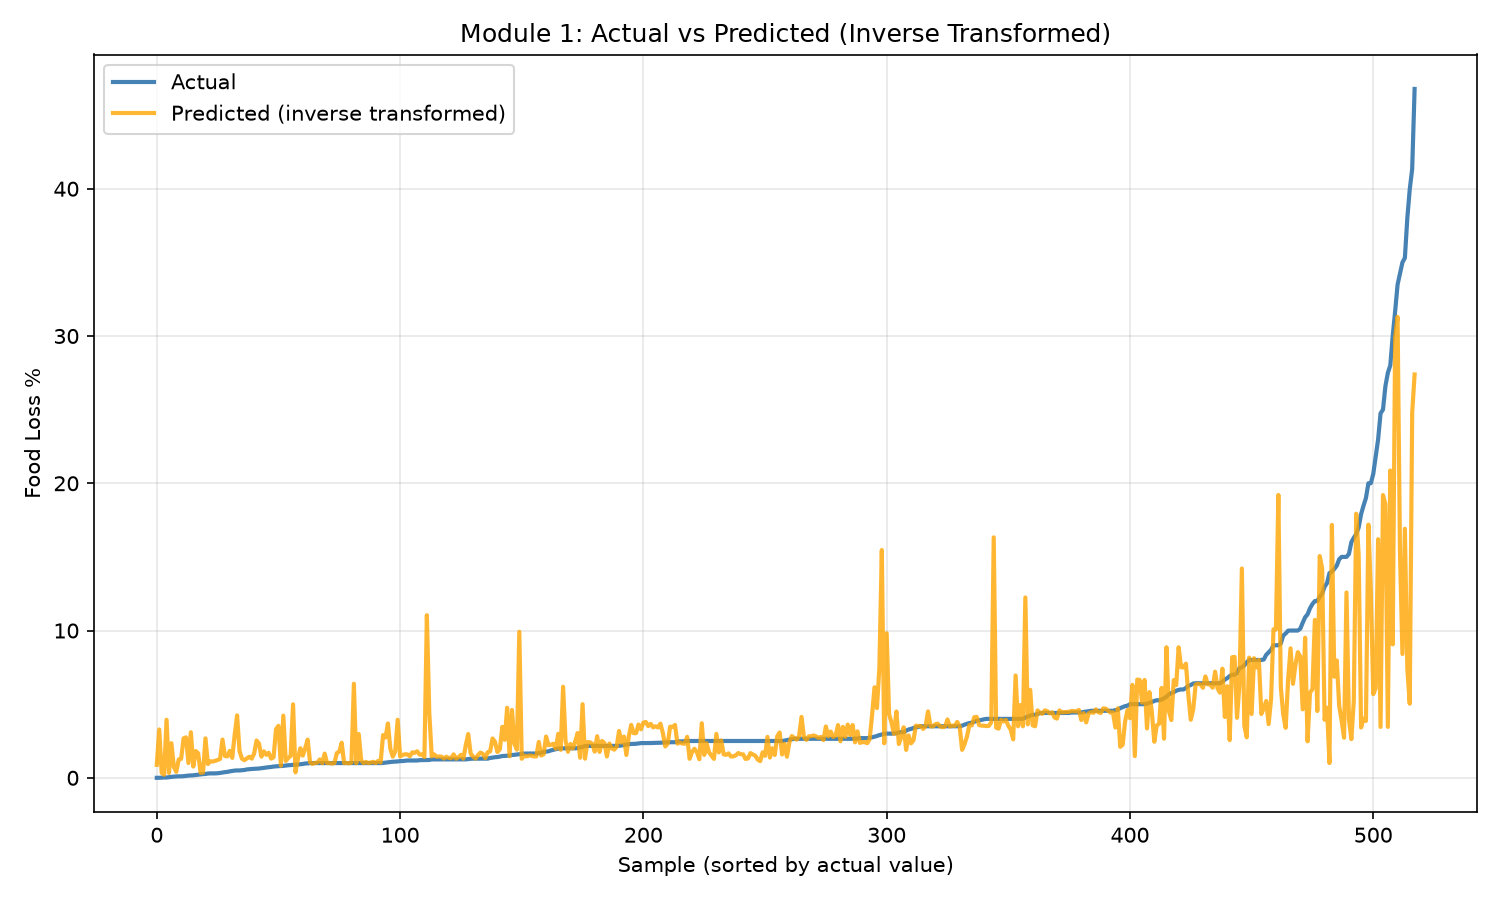 Module 1: Actual vs Predicted (Inverse Transformed)
Actual
Predicted (inverse transformed)
Food Loss %
40
30
20
10
0
0 100 200 300 400 500
Sample (sorted by actual value)